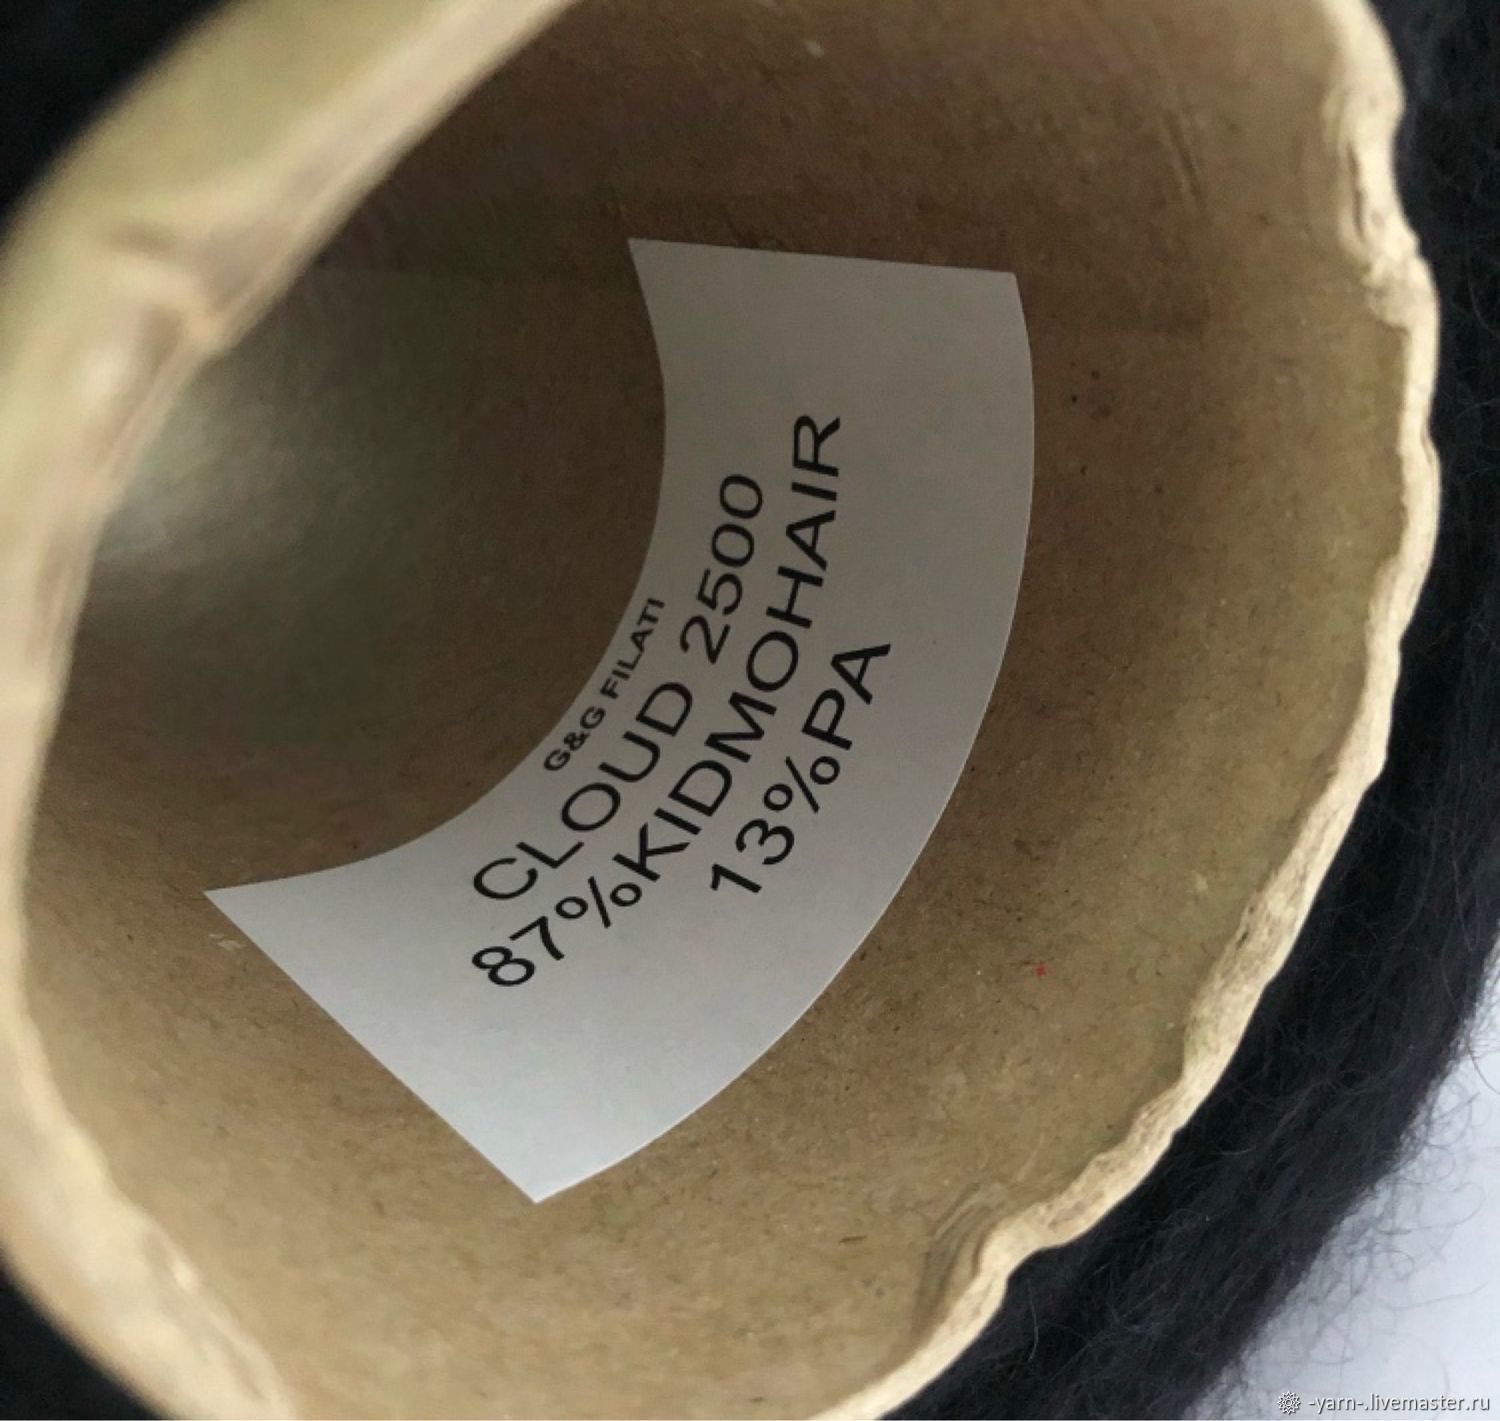 G&G FILATI
CLOUD 2500
87%KIDMOHAIR
13%PA
-yarn-.livemaster.ru